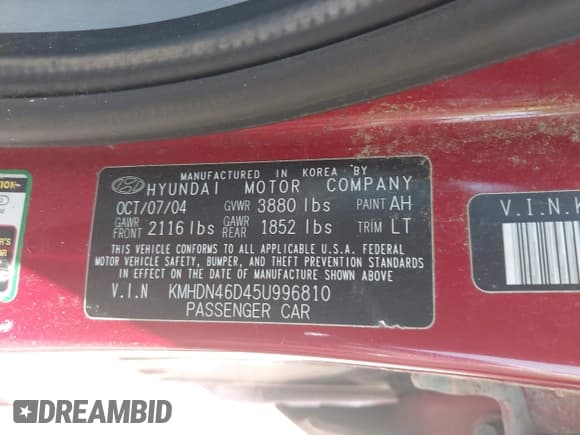 MANUFACTURED IN KOREA BY
HYUNDAI MOTOR COMPANY
OCT/07/04 GVWR 3880 lbs PAINT AH
GAWR FRONT 2116 lbs GAWR REAR 1852 lbs TRIM LT
THIS VEHICLE CONFORMS TO ALL APPLICABLE U.S.A. FEDERAL
MOTOR VEHICLE SAFETY, BUMPER, AND THEFT PREVENTION STANDARDS
IN EFFECT ON THE DATE OF MANUFACTURE SHOWN ABOVE.
V.I.N KMHDN46D45U996810
PASSENGER CAR
V.I.N.K
DREAMBID